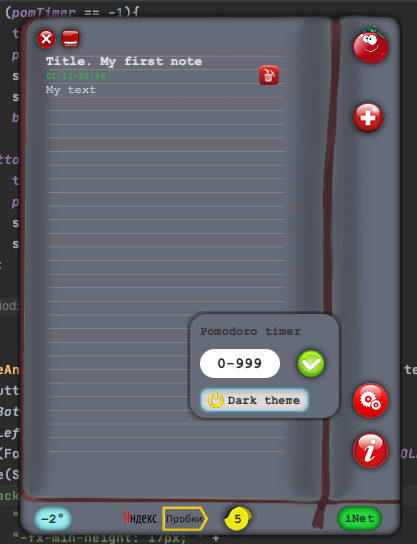 (pomTimer == -1){
Title. My first note
01.12-20:36
My text
Pomodoro timer
0-999
Dark theme
-2°
Яндекс
Пробки
5
iNet
"-fx-min-height: 17px; " +